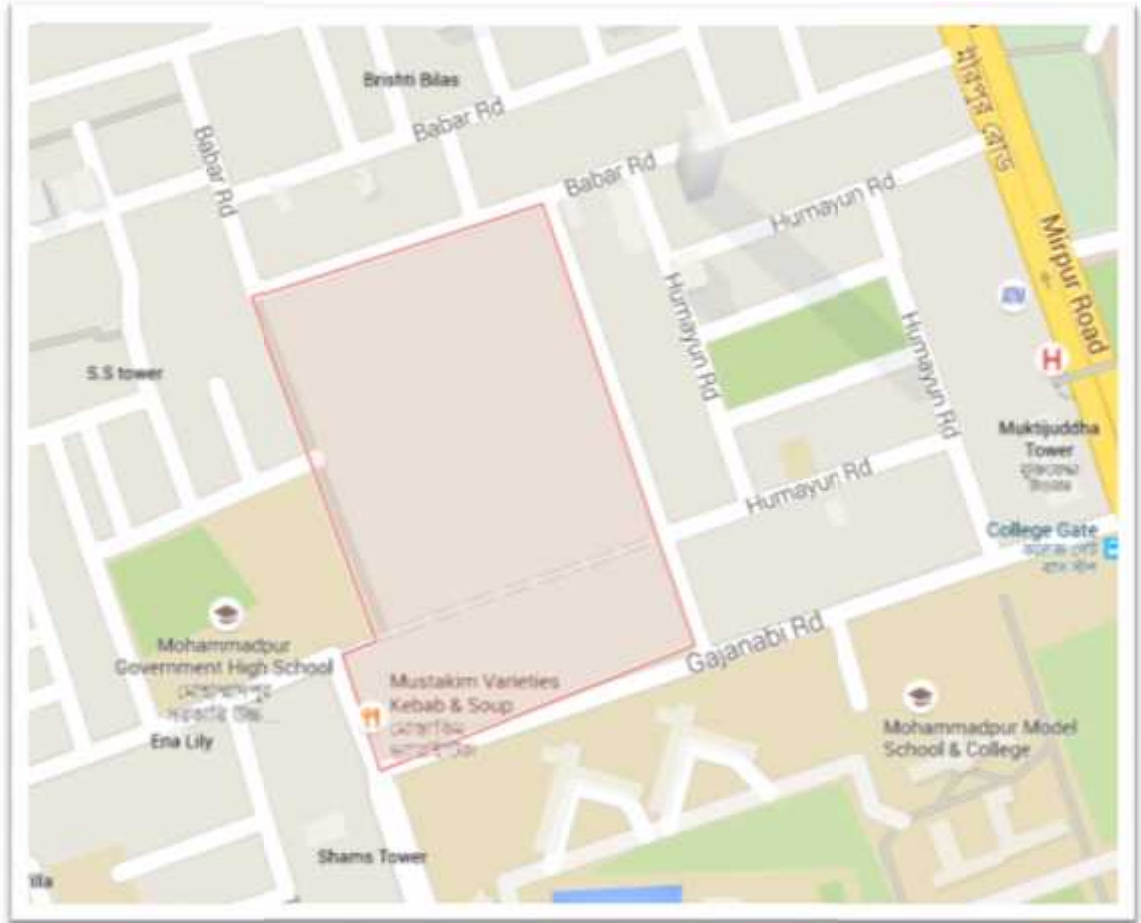 Brishti Bilas
Babar Rd
মিরপুর রোড
Babar Rd
Babar Rd
Humayun Rd
Mirpur Road
Humayun Rd
Humayun Rd
H
S.S tower
Muktijuddha
Tower
Humayun Rd
College Gate
Mohammadpur
Government High School
Gajanabi Rd
Mustakim Varieties
Kebab & Soup
Ena Lily
Mohammadpur Model
School & College
Shams Tower
illa